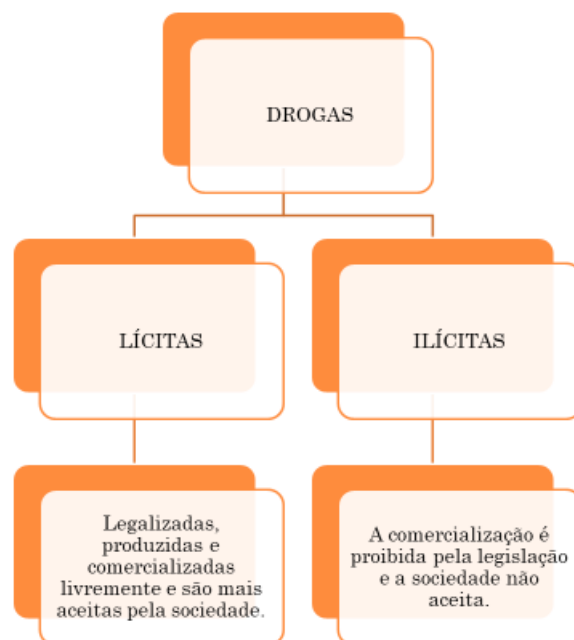 DROGAS
LÍCITAS
ILÍCITAS
Legalizadas,
produzidas e
comercializadas
livremente e são mais
aceitas pela sociedade.
A comercialização é
proibida pela legislação
e a sociedade não
aceita.